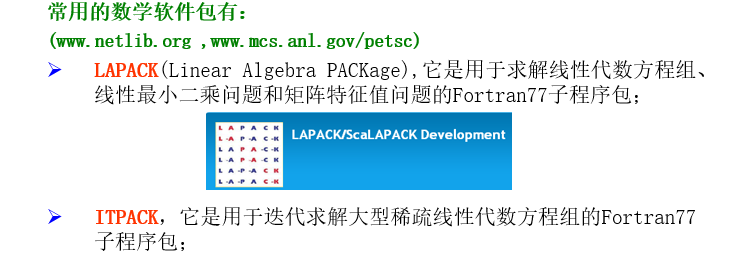 常用的数学软件包有：
(www.netlib.org ,www.mcs.anl.gov/petsc)
➢ LAPACK(Linear Algebra PACKage),它是用于求解线性代数方程组、
线性最小二乘问题和矩阵特征值问题的Fortran77子程序包；
L A P A C K
LAPACK/ScaLAPACK Development
L -A P -A C -K
L A P A -C -K
L -A P -A -C K
L A -P -A C K
L -A -P A C -K
➢ ITPACK，它是用于迭代求解大型稀疏线性代数方程组的Fortran77
子程序包；